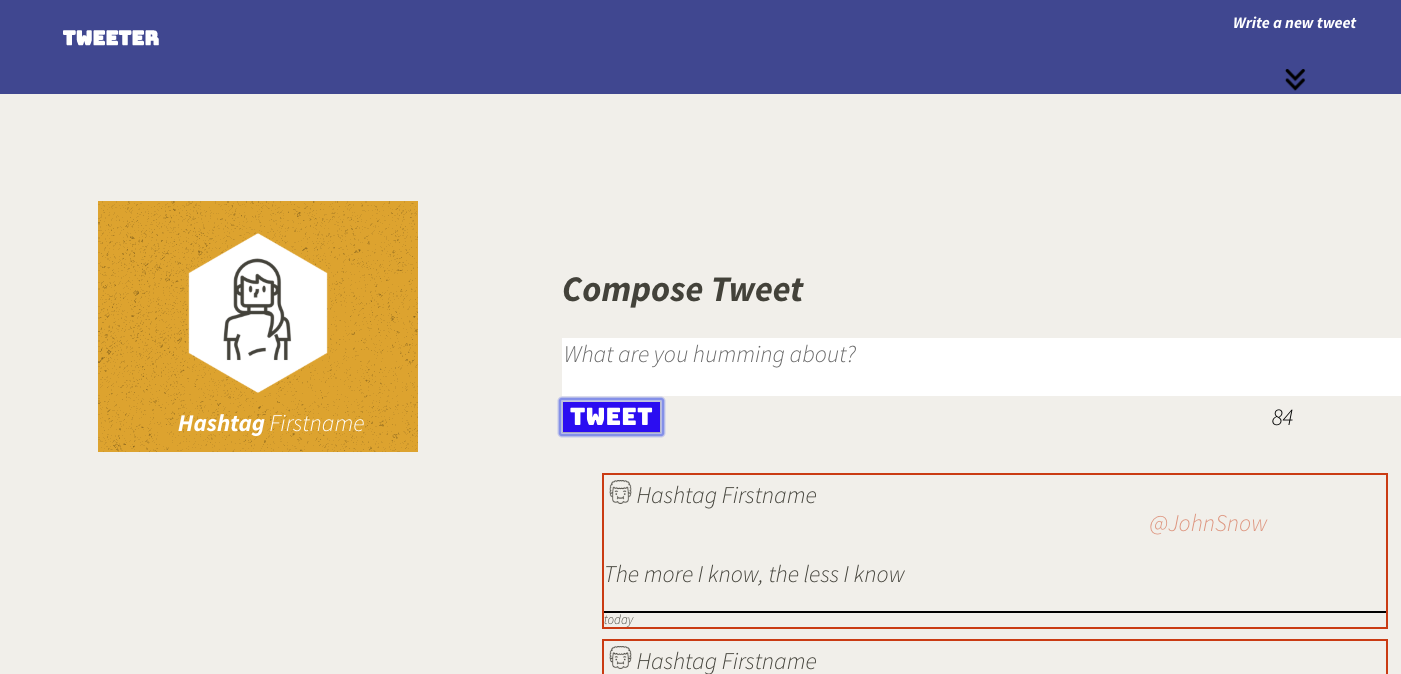 TWEETER
Write a new tweet
Hashtag Firstname
Compose Tweet
What are you humming about?
TWEET
84
Hashtag Firstname
@JohnSnow
The more I know, the less I know
today
Hashtag Firstname